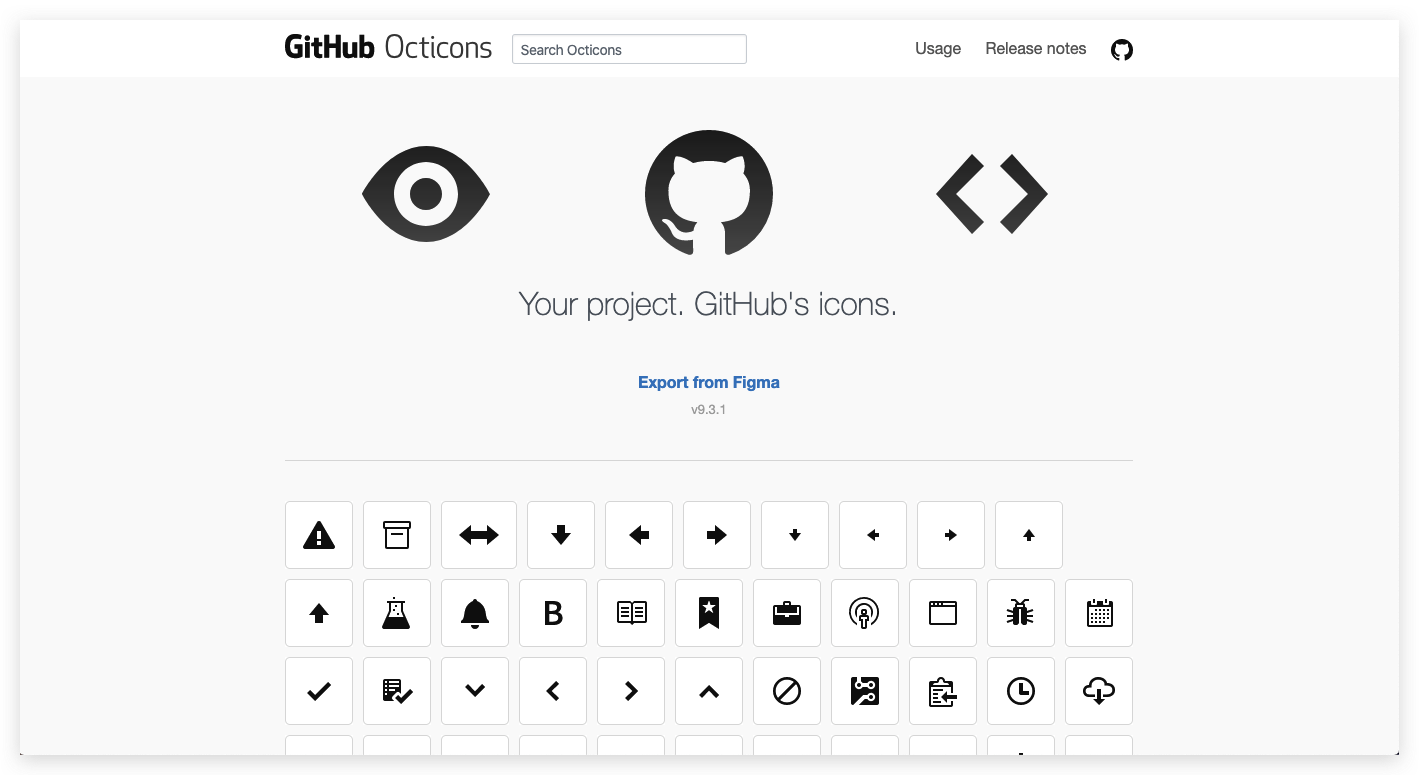 GitHub Octicons
Search Octicons
Usage
Release notes
Your project. GitHub's icons.
Export from Figma
v9.3.1
B